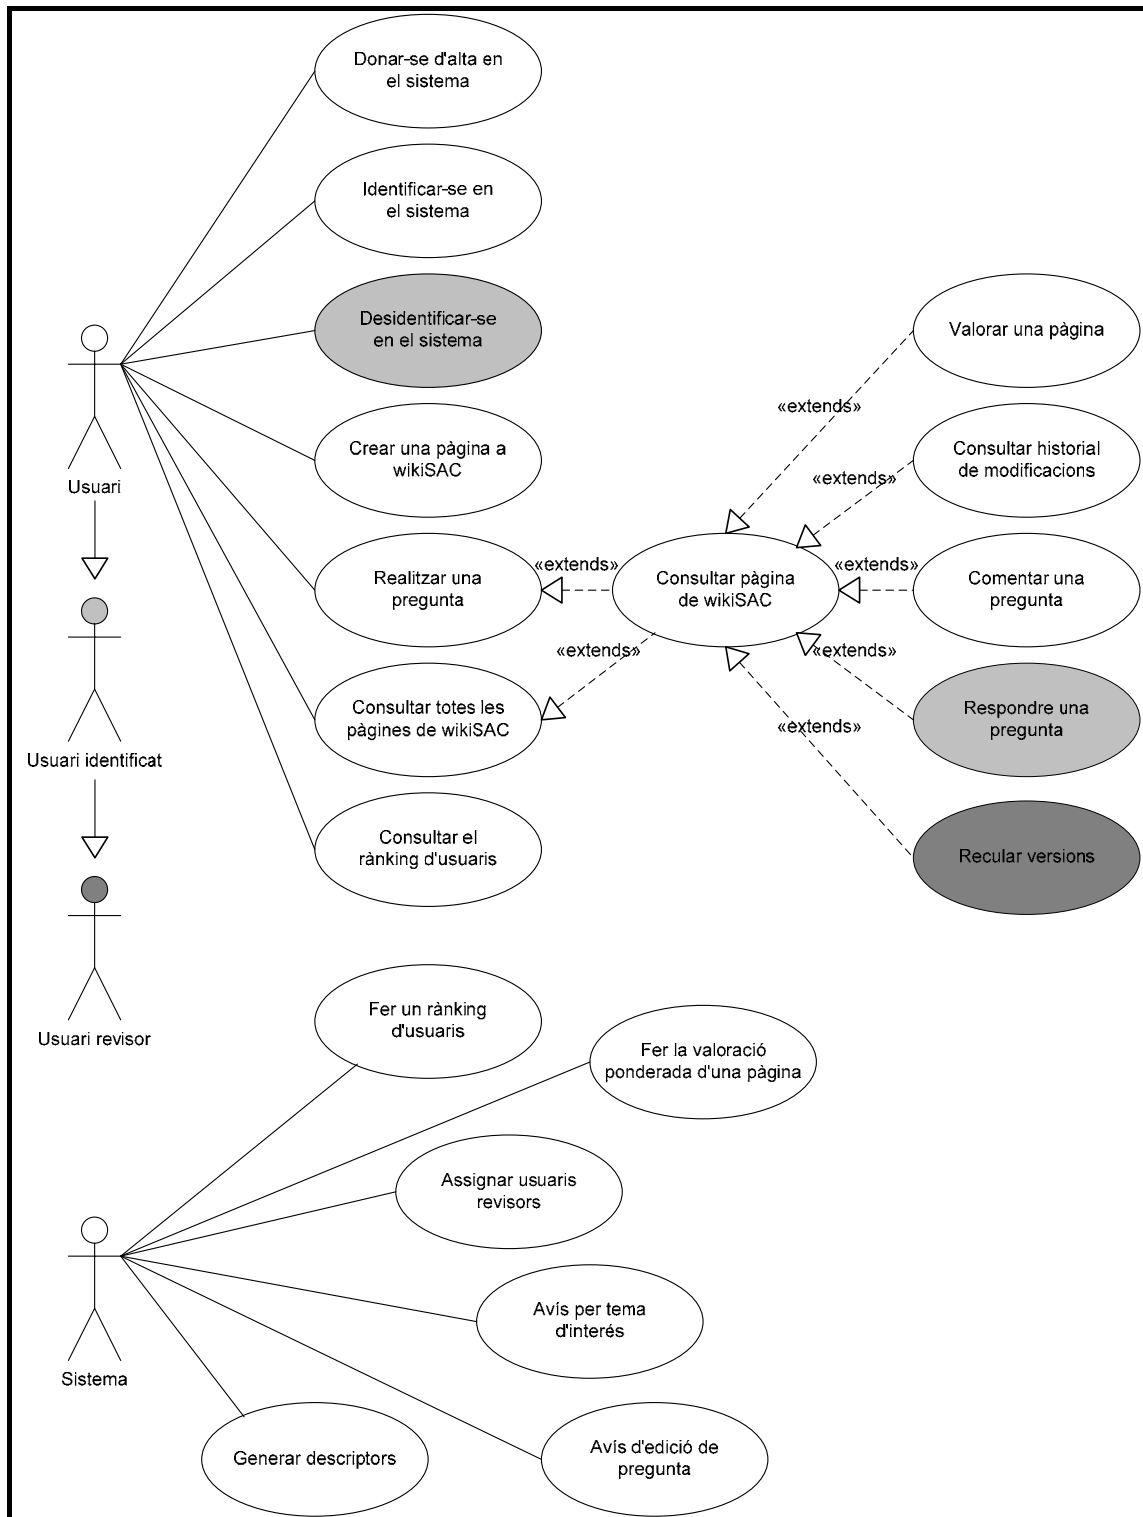 Donar-se d'alta en
el sistema
Identificar-se en
el sistema
Desidentificar-se
en el sistema
Valorar una pàgina
«extends»
Crear una pàgina a
wikiSAC
Consultar historial
de modificacions
«extends»
Usuari
Realitzar una
pregunta
«extends»
Consultar pàgina
de wikiSAC
«extends»
Comentar una
pregunta
«extends»
«extends»
Consultar totes les
pàgines de wikiSAC
Respondre una
pregunta
«extends»
Usuari identificat
Consultar el
rànking d'usuaris
Recular versions
Usuari revisor
Fer un rànking
d'usuaris
Fer la valoració
ponderada d'una pàgina
Assignar usuaris
revisors
Avís per tema
d'interés
Sistema
Generar descriptors
Avís d'edició de
pregunta